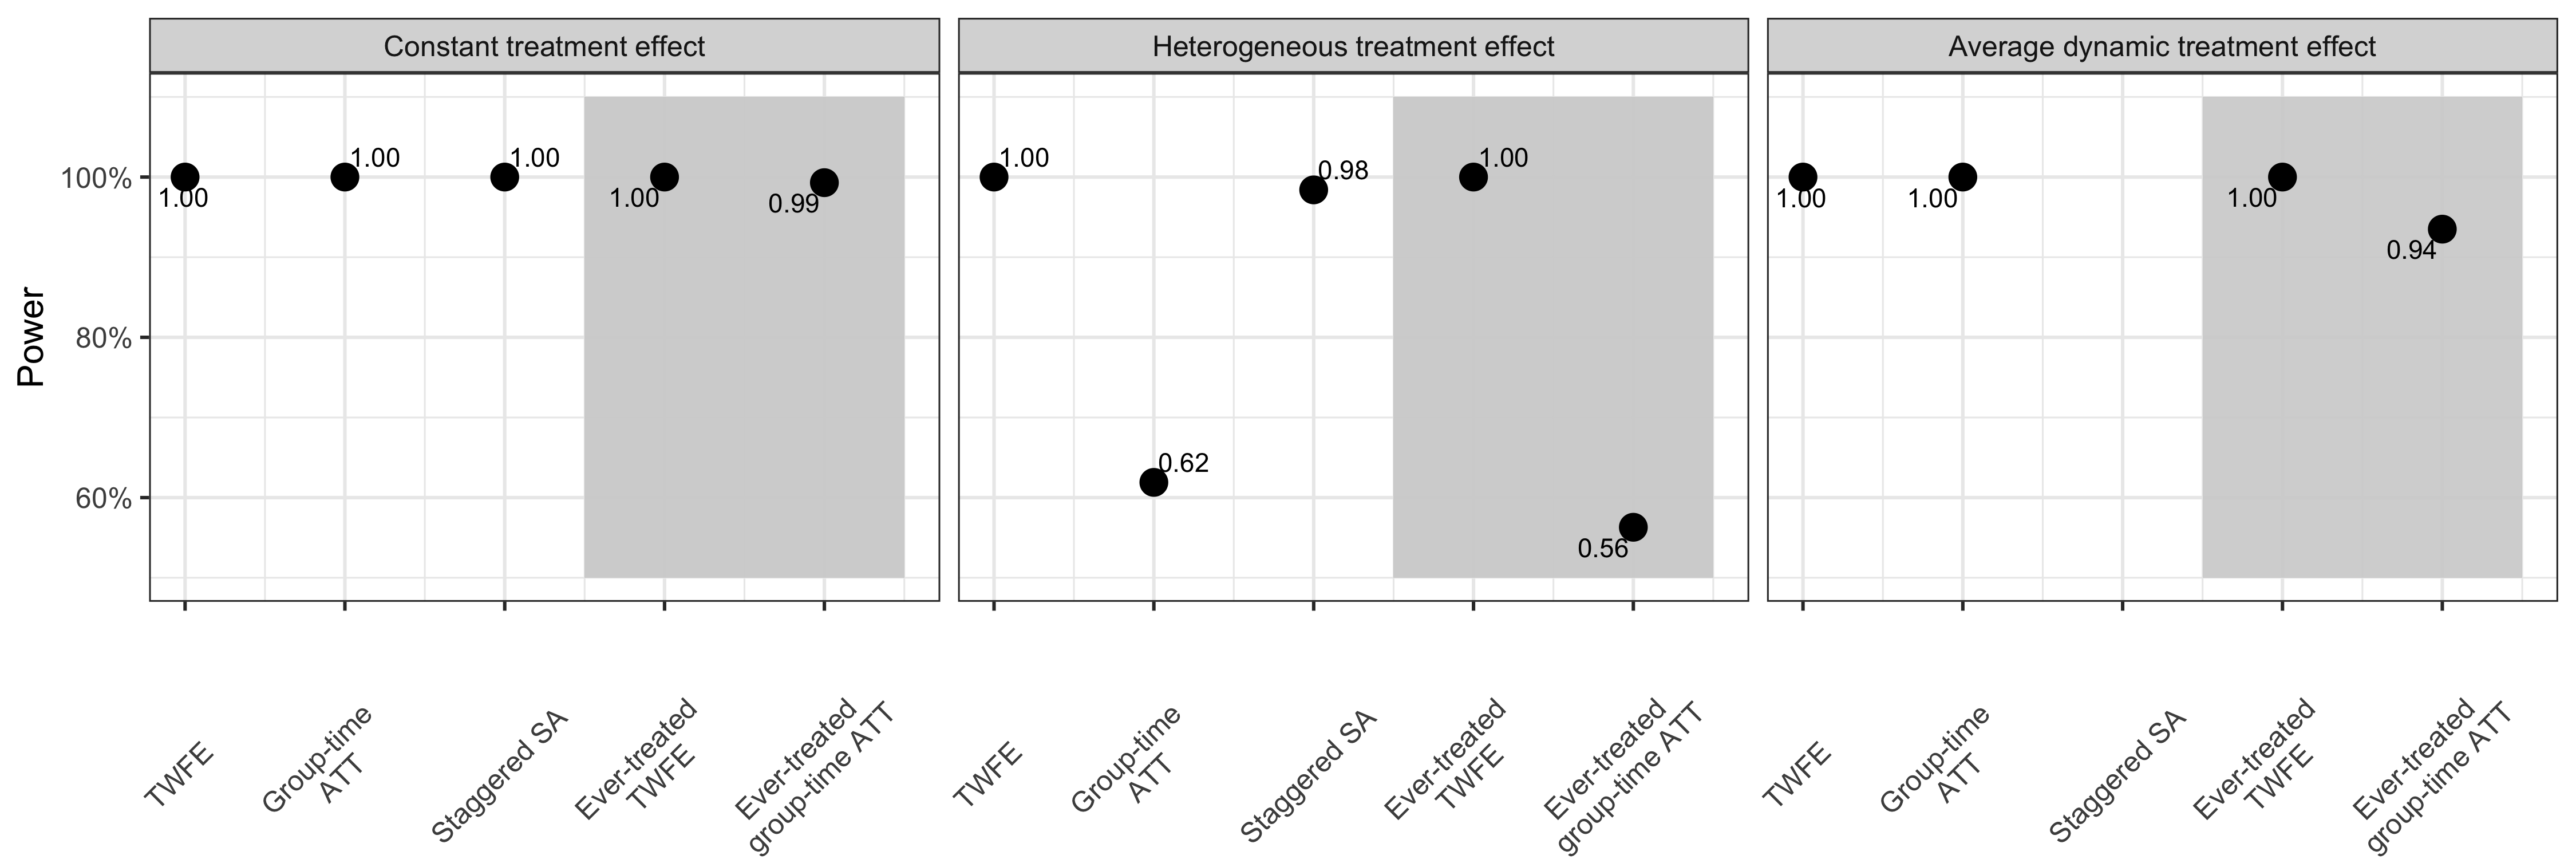 Constant treatment effect
Heterogeneous treatment effect
Average dynamic treatment effect
Power
100%
80%
60%
1.00
1.00
1.00
1.00
0.99
1.00
0.62
0.98
1.00
0.56
1.00
1.00
1.00
0.94
TWFE
Group-time
ATT
Staggered SA
Ever-treated
TWFE
Ever-treated
group-time ATT
TWFE
Group-time
ATT
Staggered SA
Ever-treated
TWFE
Ever-treated
group-time ATT
TWFE
Group-time
ATT
Staggered SA
Ever-treated
TWFE
Ever-treated
group-time ATT